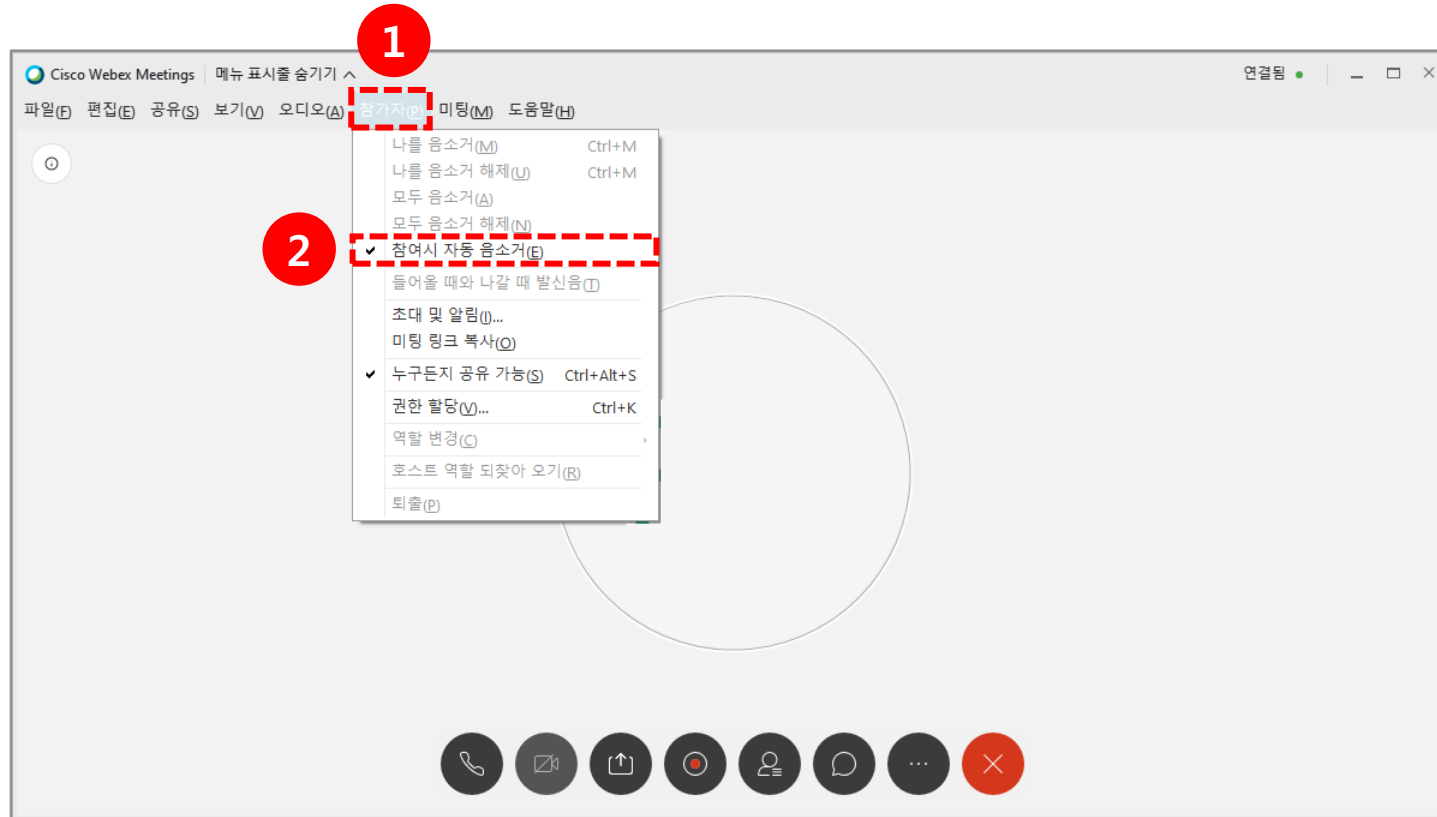 1
Cisco Webex Meetings 메뉴 표시줄 숨기기 연결됨
파일(F) 편집(E) 공유(S) 보기(V) 오디오(A) 참가자(P) 미팅(M) 도움말(H)
나를 음소거(M) Ctrl+M
나를 음소거 해제(U) Ctrl+M
모두 음소거(A)
모두 음소거 해제(N)
2
참여시 자동 음소거(E)
들어올 때와 나갈 때 발신음(T)
초대 및 알림(I)...
미팅 링크 복사(O)
누구든지 공유 가능(S) Ctrl+Alt+S
권한 할당(V)... Ctrl+K
역할 변경(C)
호스트 역할 되찾아 오기(R)
퇴출(P)